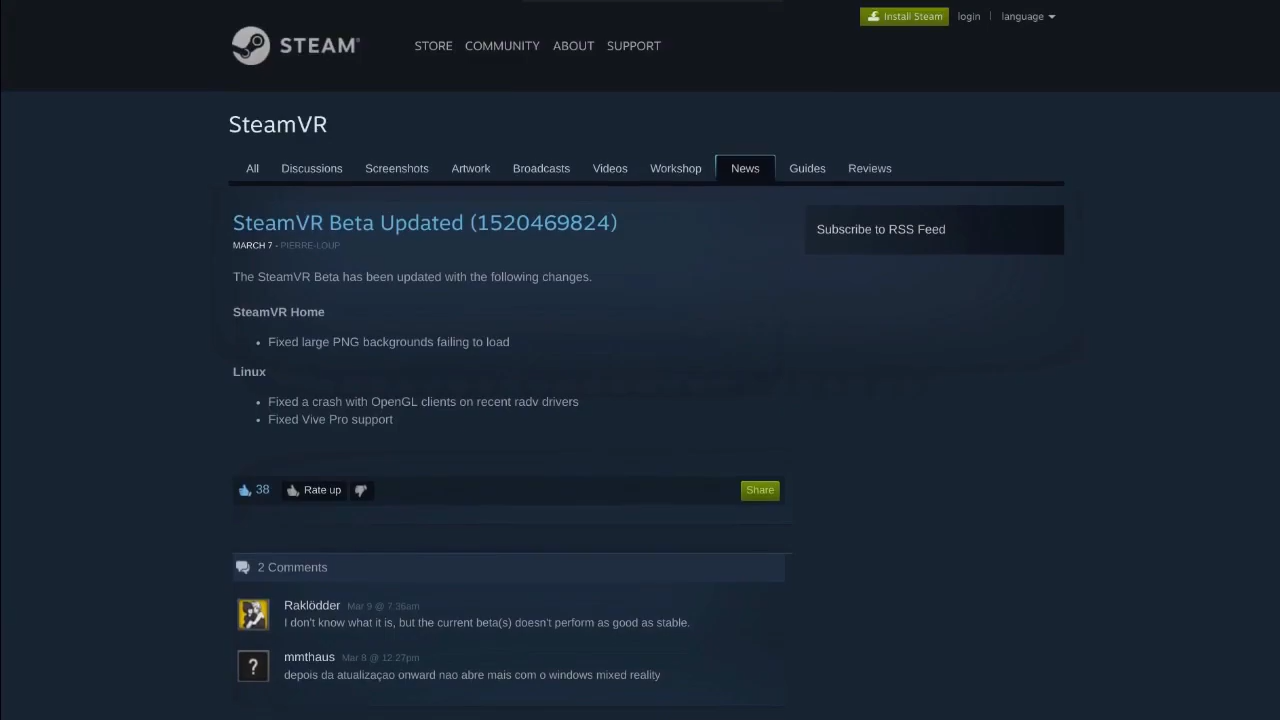 Install Steam
login
language
STEAM
STORE
COMMUNITY
ABOUT
SUPPORT
SteamVR
All
Discussions
Screenshots
Artwork
Broadcasts
Videos
Workshop
News
Guides
Reviews
SteamVR Beta Updated (1520469824)
MARCH 7 - PIERRE-LOUP
Subscribe to RSS Feed
The SteamVR Beta has been updated with the following changes.
SteamVR Home
• Fixed large PNG backgrounds failing to load
Linux
• Fixed a crash with OpenGL clients on recent radv drivers
• Fixed Vive Pro support
38
Rate up
Share
2 Comments
Raklödder Mar 9 @ 7:36am
I don't know what it is, but the current beta(s) doesn't perform as good as stable.
?
mmthaus Mar 8 @ 12:27pm
depois da atualizaçao onward nao abre mais com o windows mixed reality